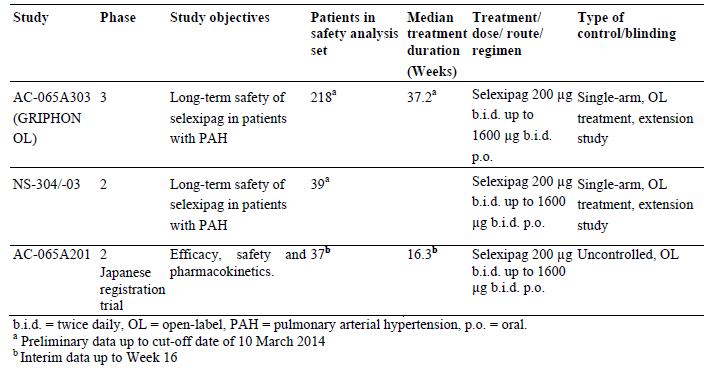 Study Phase Study objectives Patients in safety analysis set Median treatment duration (Weeks) Treatment/ dose/ route/ regimen Type of control/blinding
AC-065A303 (GRIPHON OL) 3 Long-term safety of selexipag in patients with PAH 218a 37.2a Selexipag 200 µg b.i.d. up to 1600 µg b.i.d. p.o. Single-arm, OL treatment, extension study
NS-304/-03 2 Long-term safety of selexipag in patients with PAH 39a Selexipag 200 µg b.i.d. up to 1600 µg b.i.d. p.o. Single-arm, OL treatment, extension study
AC-065A201 2 Japanese registration trial Efficacy, safety and pharmacokinetics. 37b 16.3b Selexipag 200 µg b.i.d. up to 1600 µg b.i.d. p.o. Uncontrolled, OL
b.i.d. = twice daily, OL = open-label, PAH = pulmonary arterial hypertension, p.o. = oral.
a Preliminary data up to cut-off date of 10 March 2014
b Interim data up to Week 16